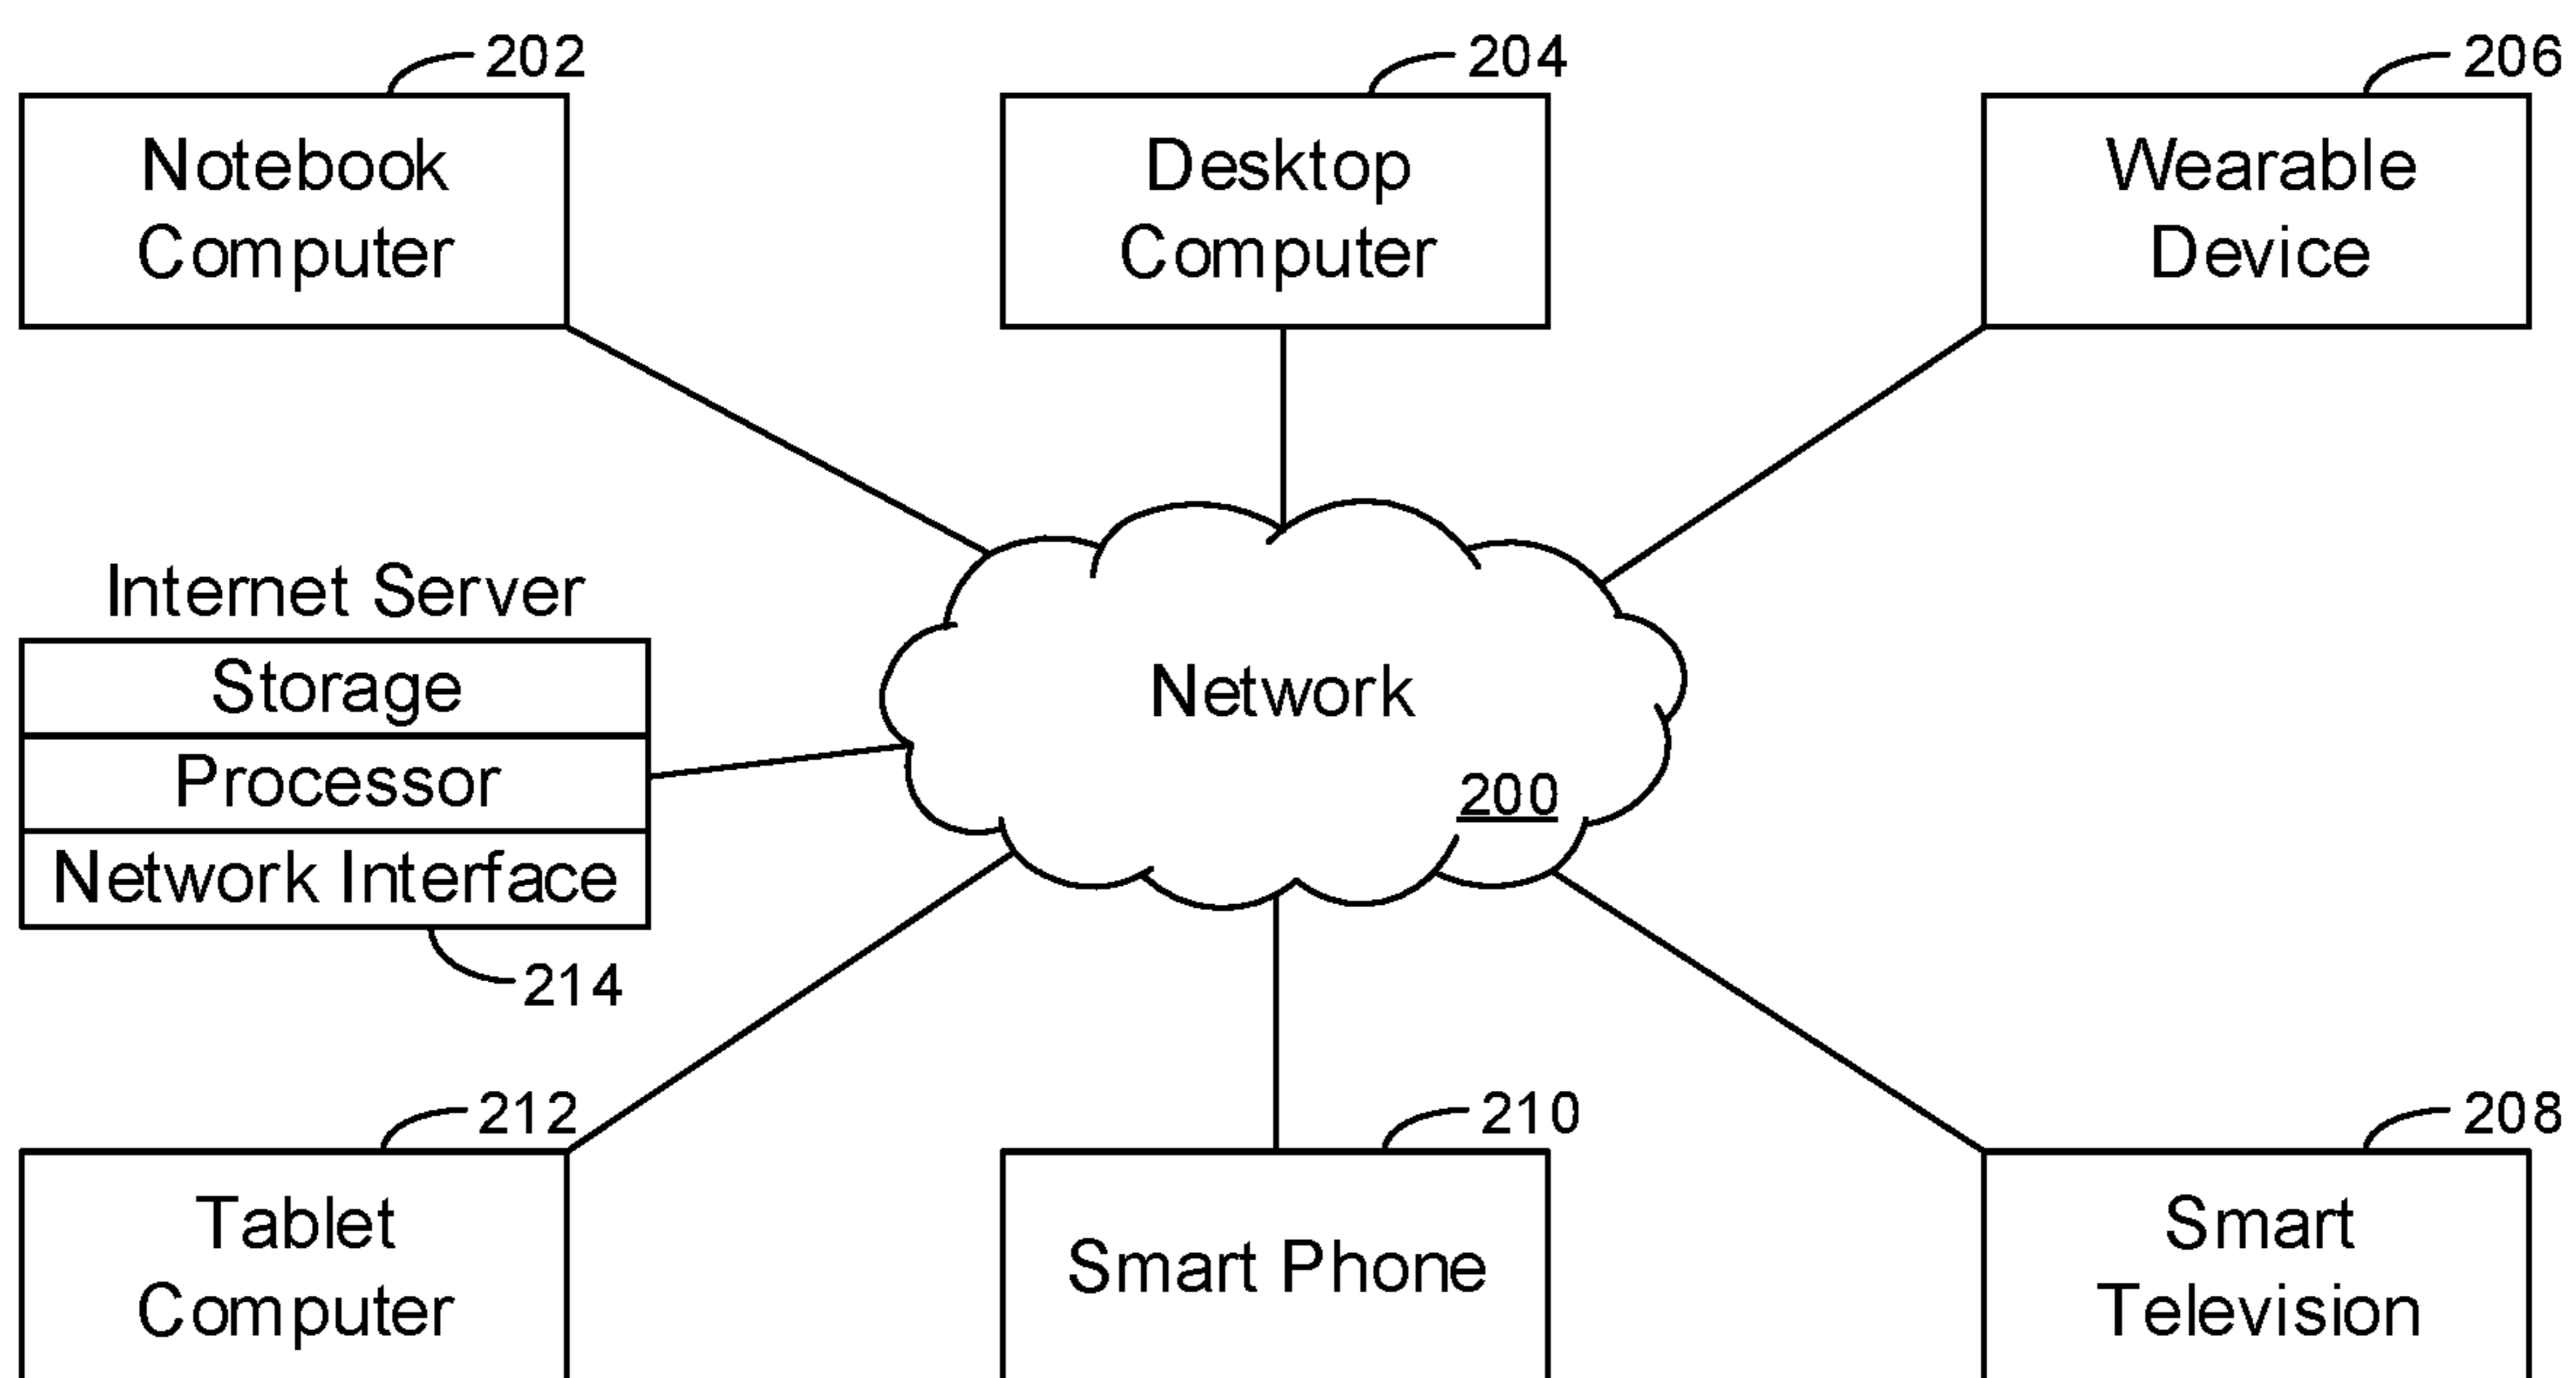 202
Notebook
Computer
204
Desktop
Computer
206
Wearable
Device
Internet Server
Storage
Processor
Network Interface
214
Network
200
212
Tablet
Computer
210
Smart Phone
208
Smart
Television